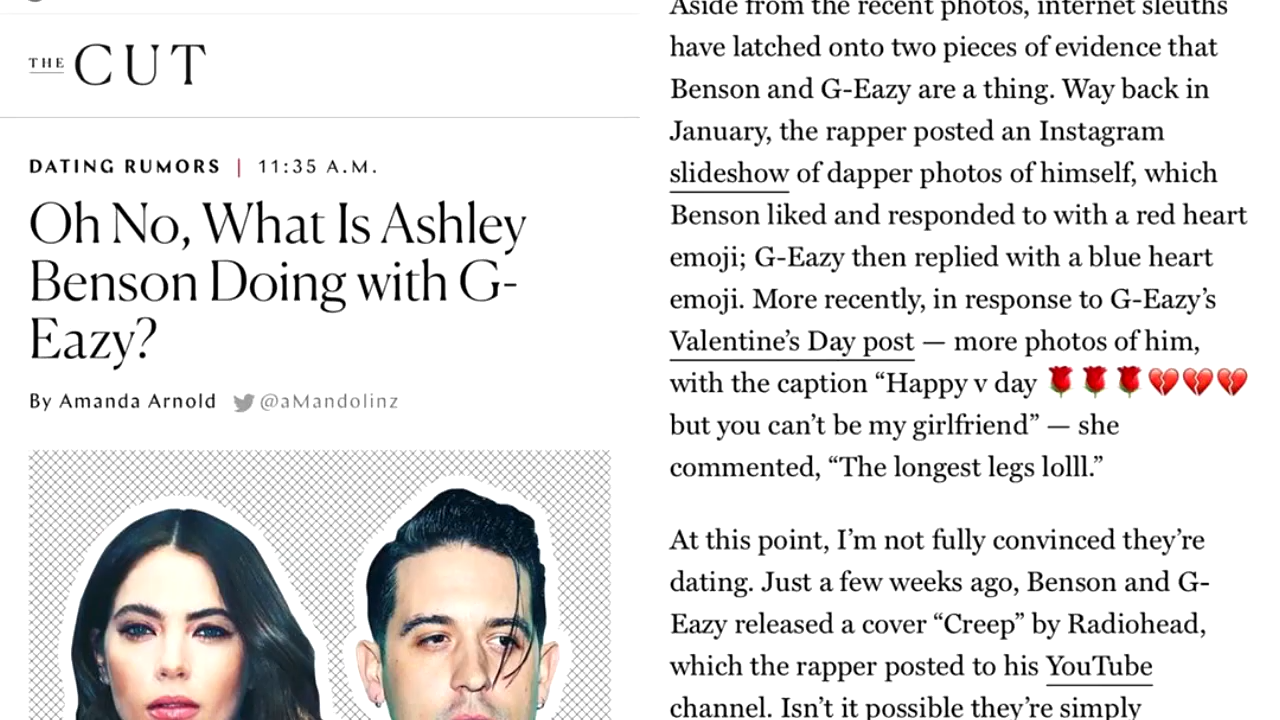 THE CUT
DATING RUMORS | 11:35 A.M.
Oh No, What Is Ashley
Benson Doing with G-
Eazy?
By Amanda Arnold @aMandolinz
Aside from the recent photos, internet sleuths
have latched onto two pieces of evidence that
Benson and G-Eazy are a thing. Way back in
January, the rapper posted an Instagram
slideshow of dapper photos of himself, which
Benson liked and responded to with a red heart
emoji; G-Eazy then replied with a blue heart
emoji. More recently, in response to G-Eazy’s
Valentine’s Day post — more photos of him,
with the caption “Happy v day 🌹🌹🌹💔💔💔
but you can’t be my girlfriend” — she
commented, “The longest legs lolll.”
At this point, I’m not fully convinced they’re
dating. Just a few weeks ago, Benson and G-
Eazy released a cover “Creep” by Radiohead,
which the rapper posted to his YouTube
channel. Isn’t it possible they’re simply